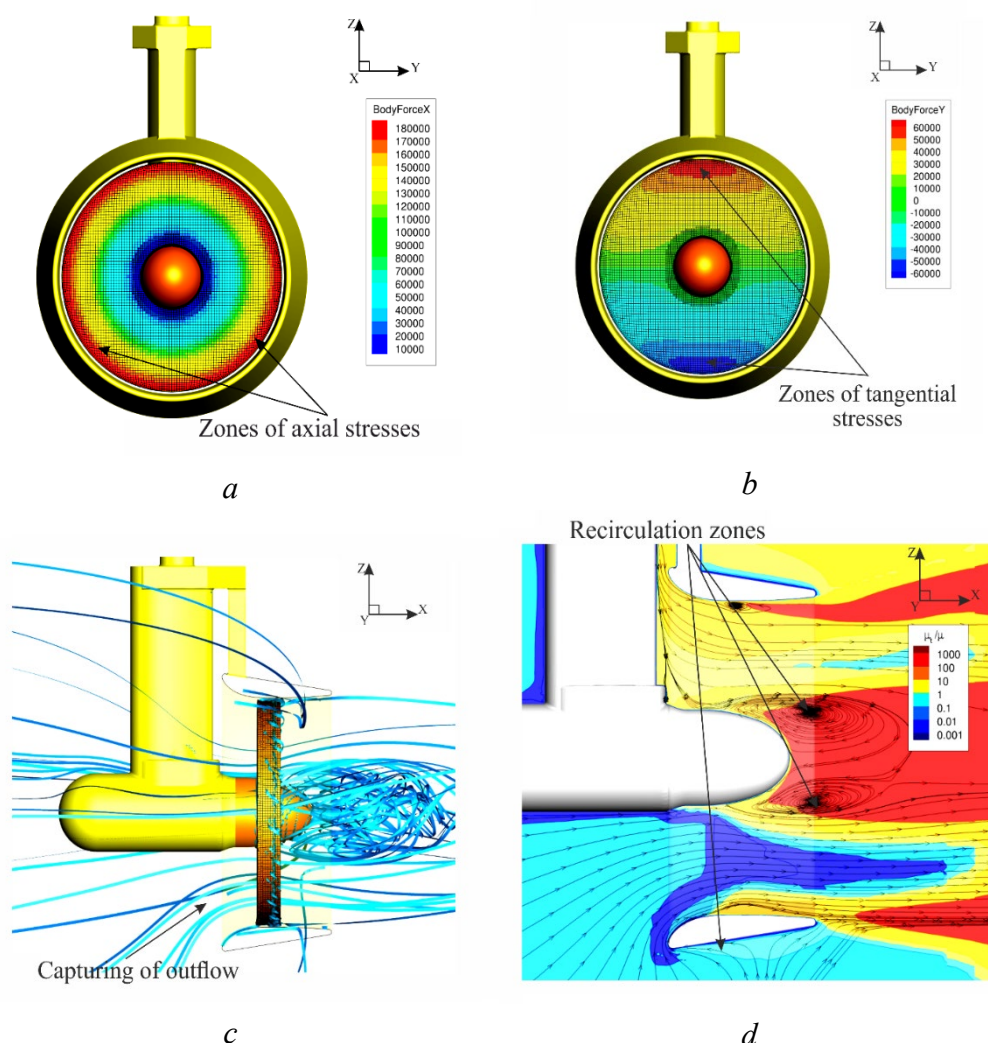 Z
X
Y
BodyForceX
180000
170000
160000
150000
140000
130000
120000
110000
100000
90000
80000
70000
60000
50000
40000
30000
20000
10000
Zones of axial stresses
a
Z
X
Y
BodyForceY
60000
50000
40000
30000
20000
10000
0
-10000
-20000
-30000
-40000
-50000
-60000
Zones of tangential
stresses
b
Z
Y
X
Capturing of outflow
c
Recirculation zones
Z
Y
X
μt/μ
1000
100
10
1
0.1
0.01
0.001
d